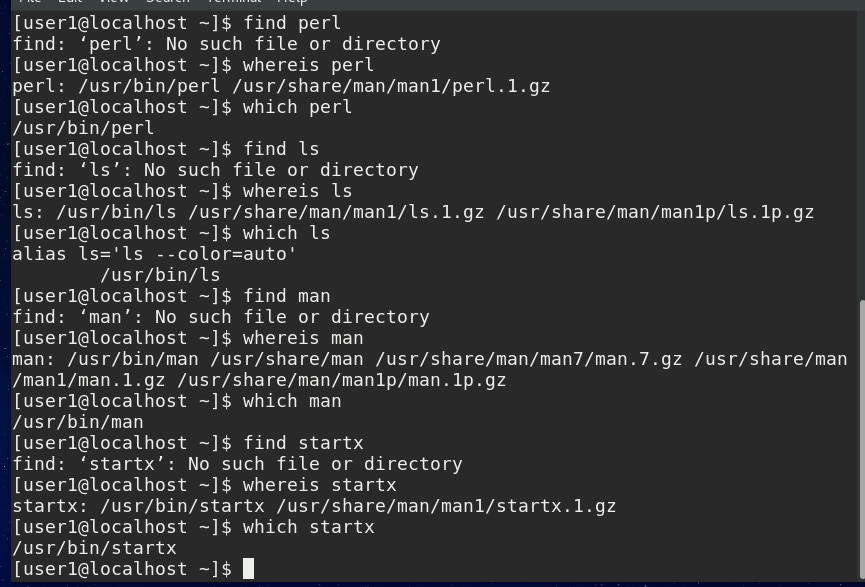 File Edit View Search Terminal Help
[user1@localhost ~]$ find perl
find: ‘perl’: No such file or directory
[user1@localhost ~]$ whereis perl
perl: /usr/bin/perl /usr/share/man/man1/perl.1.gz
[user1@localhost ~]$ which perl
/usr/bin/perl
[user1@localhost ~]$ find ls
find: ‘ls’: No such file or directory
[user1@localhost ~]$ whereis ls
ls: /usr/bin/ls /usr/share/man/man1/ls.1.gz /usr/share/man/man1p/ls.1p.gz
[user1@localhost ~]$ which ls
alias ls='ls --color=auto'
        /usr/bin/ls
[user1@localhost ~]$ find man
find: ‘man’: No such file or directory
[user1@localhost ~]$ whereis man
man: /usr/bin/man /usr/share/man /usr/share/man/man7/man.7.gz /usr/share/man
/man1/man.1.gz /usr/share/man/man1p/man.1p.gz
[user1@localhost ~]$ which man
/usr/bin/man
[user1@localhost ~]$ find startx
find: ‘startx’: No such file or directory
[user1@localhost ~]$ whereis startx
startx: /usr/bin/startx /usr/share/man/man1/startx.1.gz
[user1@localhost ~]$ which startx
/usr/bin/startx
[user1@localhost ~]$